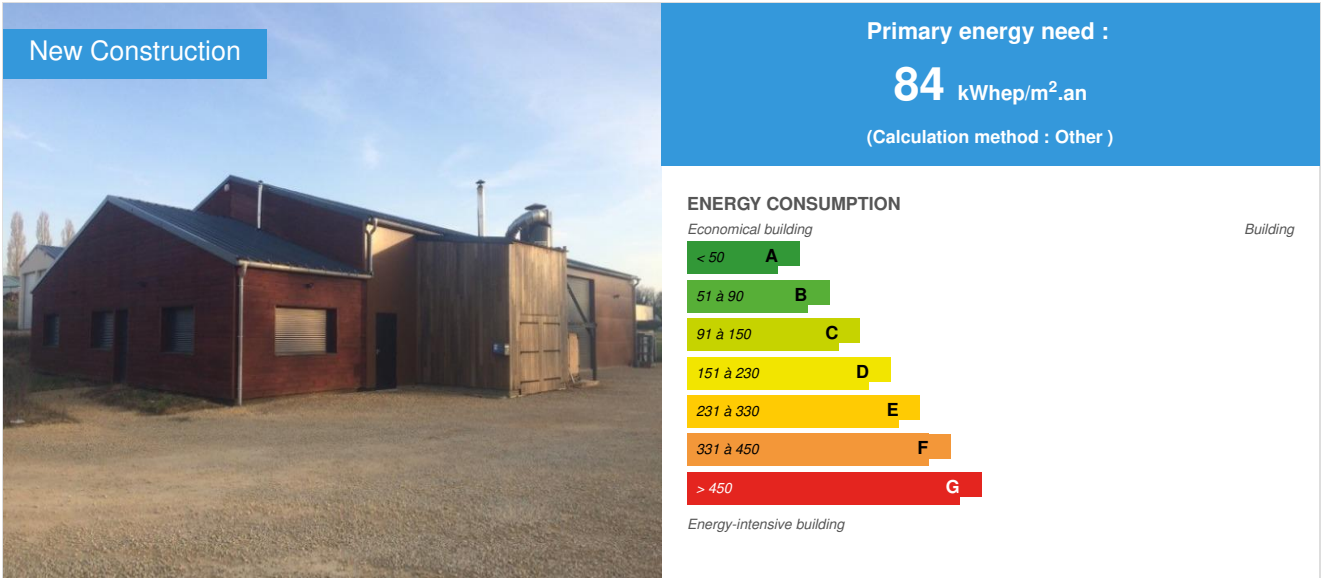 New Construction
Primary energy need :
84 kWhep/m².an
(Calculation method : Other )
ENERGY CONSUMPTION
Economical building
Building
< 50 A
51 à 90 B
91 à 150 C
151 à 230 D
231 à 330 E
331 à 450 F
> 450 G
Energy-intensive building